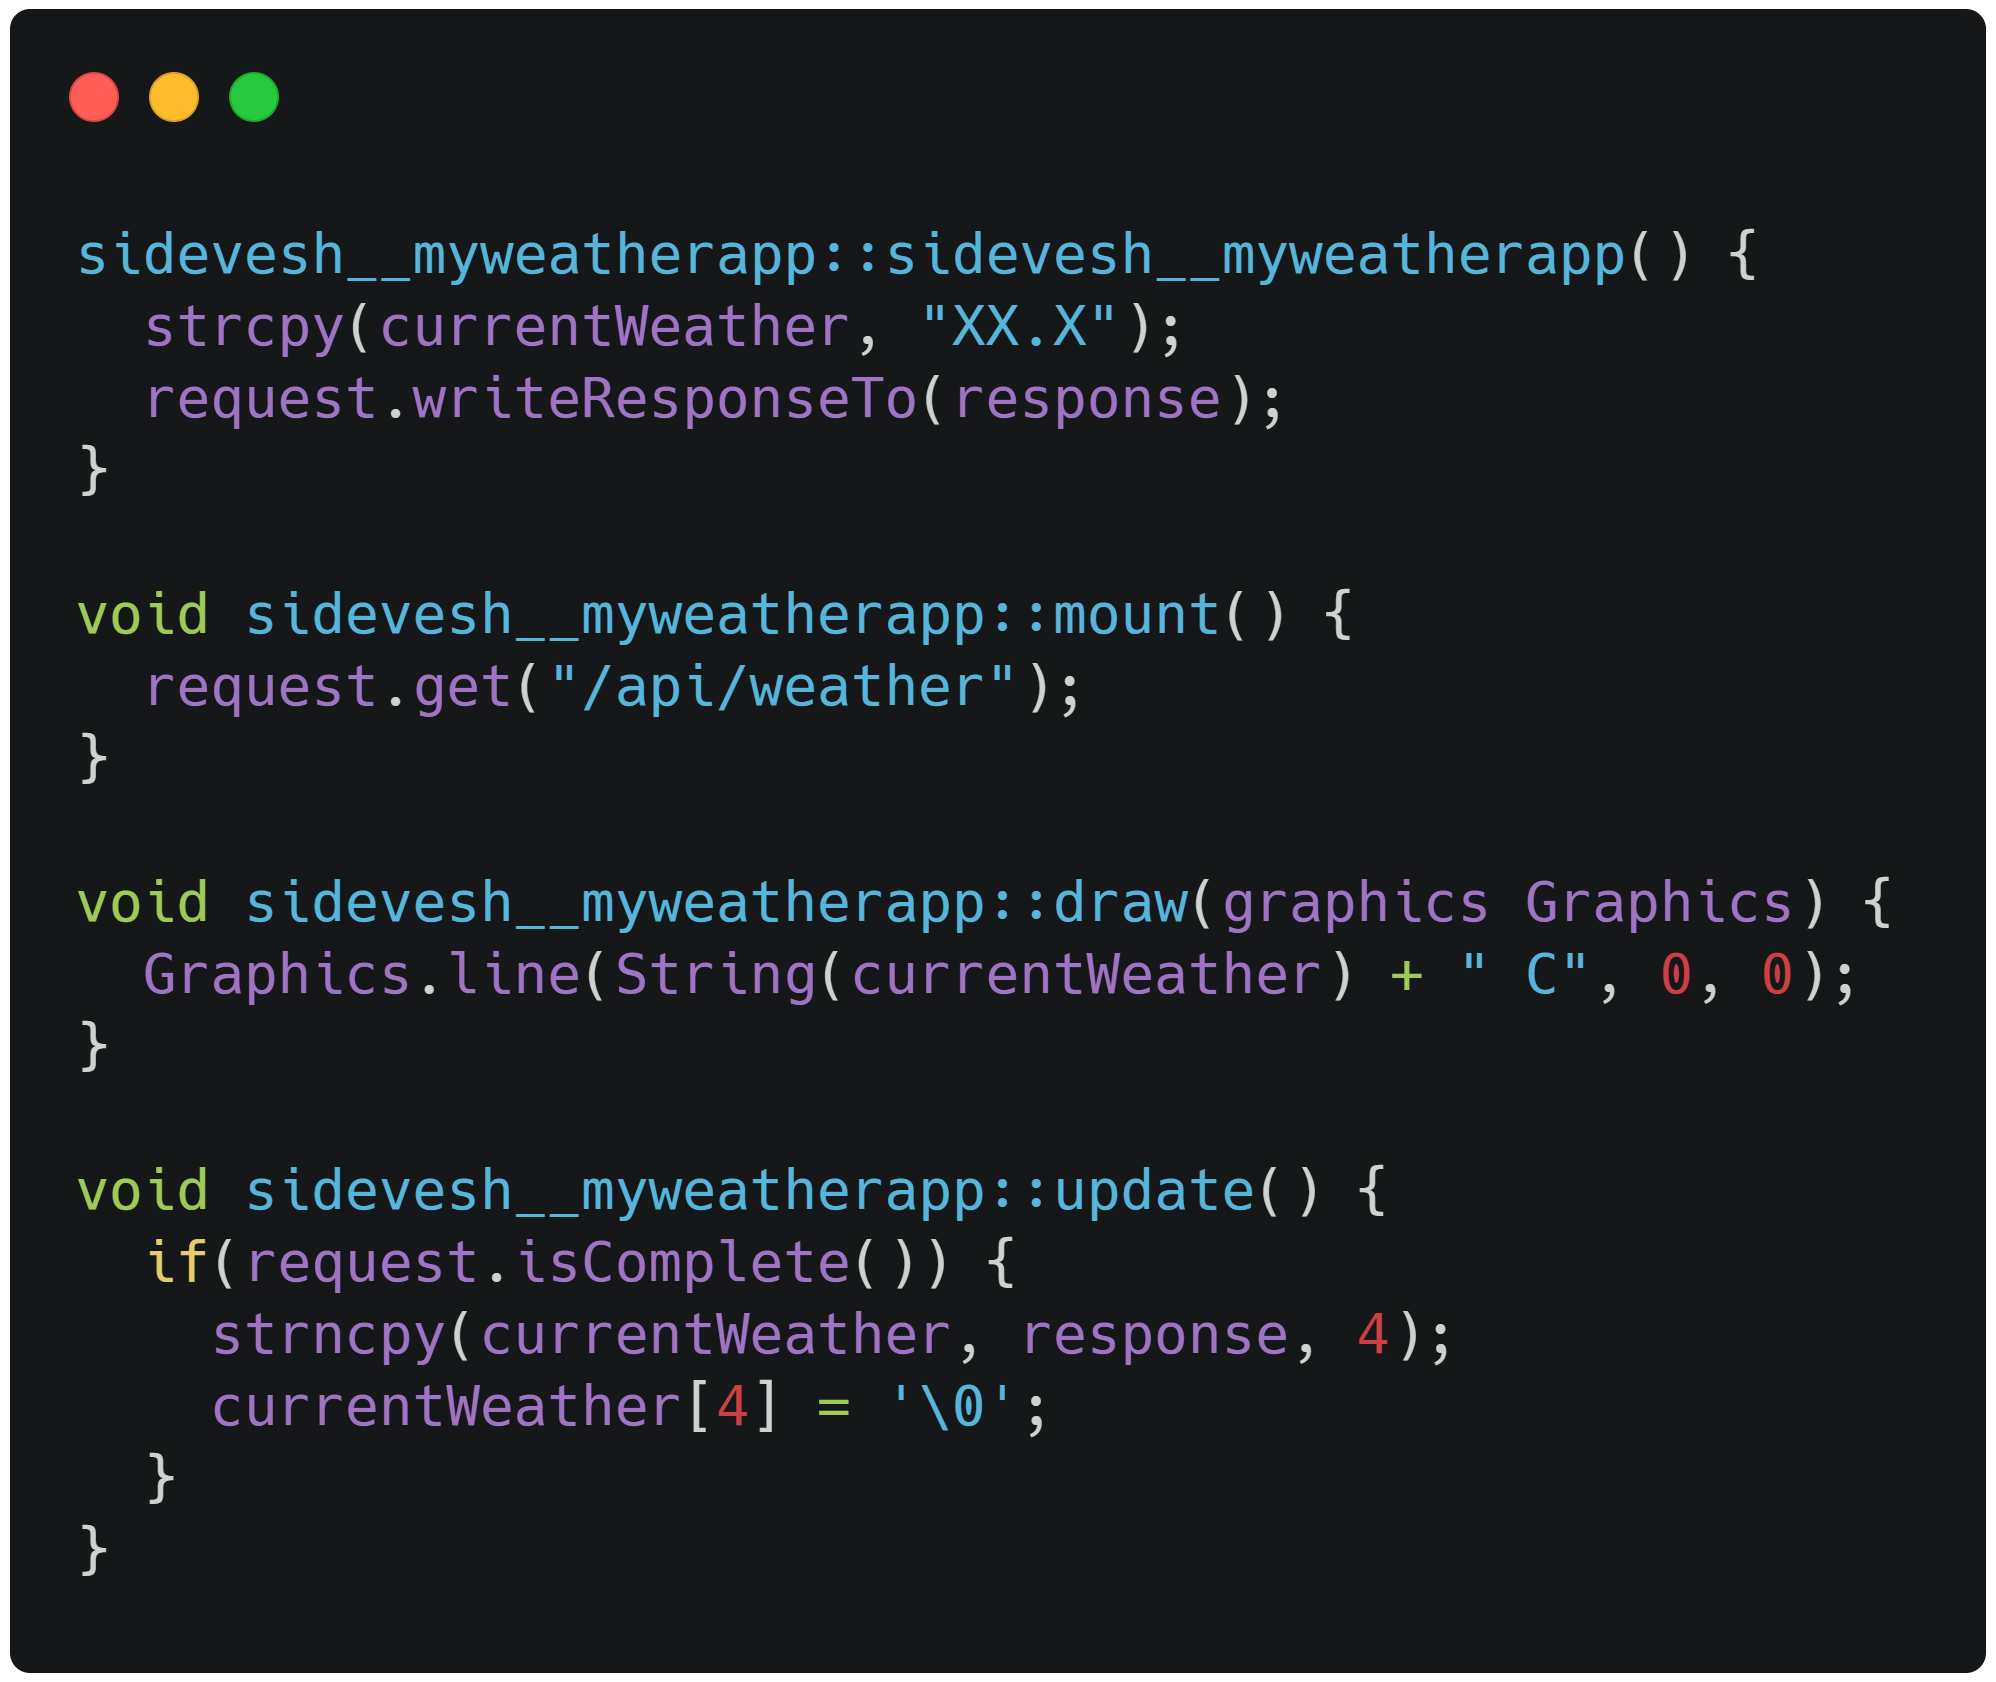 sidevesh__myweatherapp::sidevesh__myweatherapp() {
  strcpy(currentWeather, "XX.X");
  request.writeResponseTo(response);
}

void sidevesh__myweatherapp::mount() {
  request.get("/api/weather");
}

void sidevesh__myweatherapp::draw(graphics Graphics) {
  Graphics.line(String(currentWeather) + " C", 0, 0);
}

void sidevesh__myweatherapp::update() {
  if(request.isComplete()) {
    strncpy(currentWeather, response, 4);
    currentWeather[4] = '\0';
  }
}